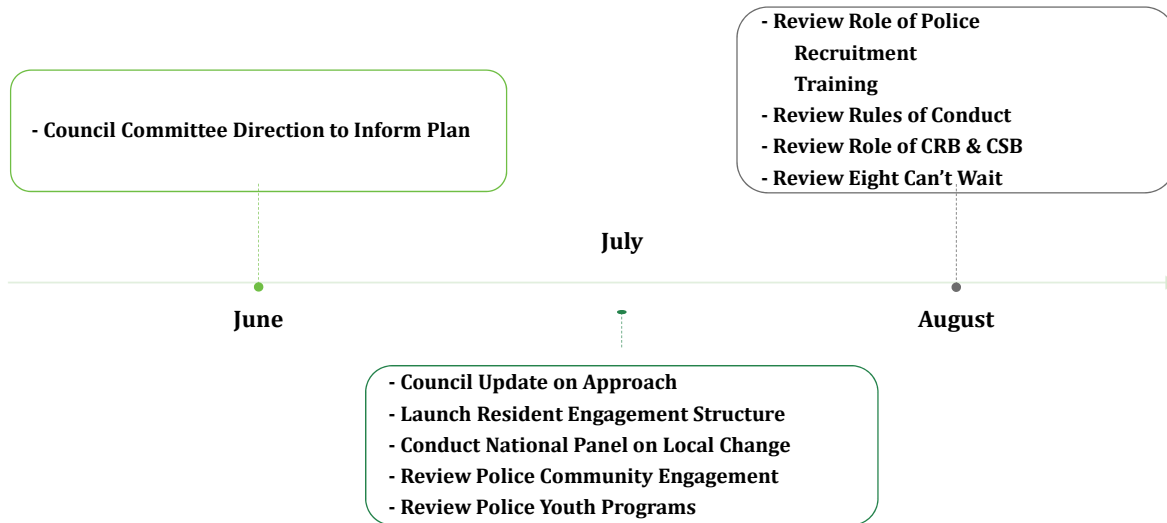 - Council Committee Direction to Inform Plan
June
July
- Council Update on Approach
- Launch Resident Engagement Structure
- Conduct National Panel on Local Change
- Review Police Community Engagement
- Review Police Youth Programs
- Review Role of Police
Recruitment
Training
- Review Rules of Conduct
- Review Role of CRB & CSB
- Review Eight Can’t Wait
August